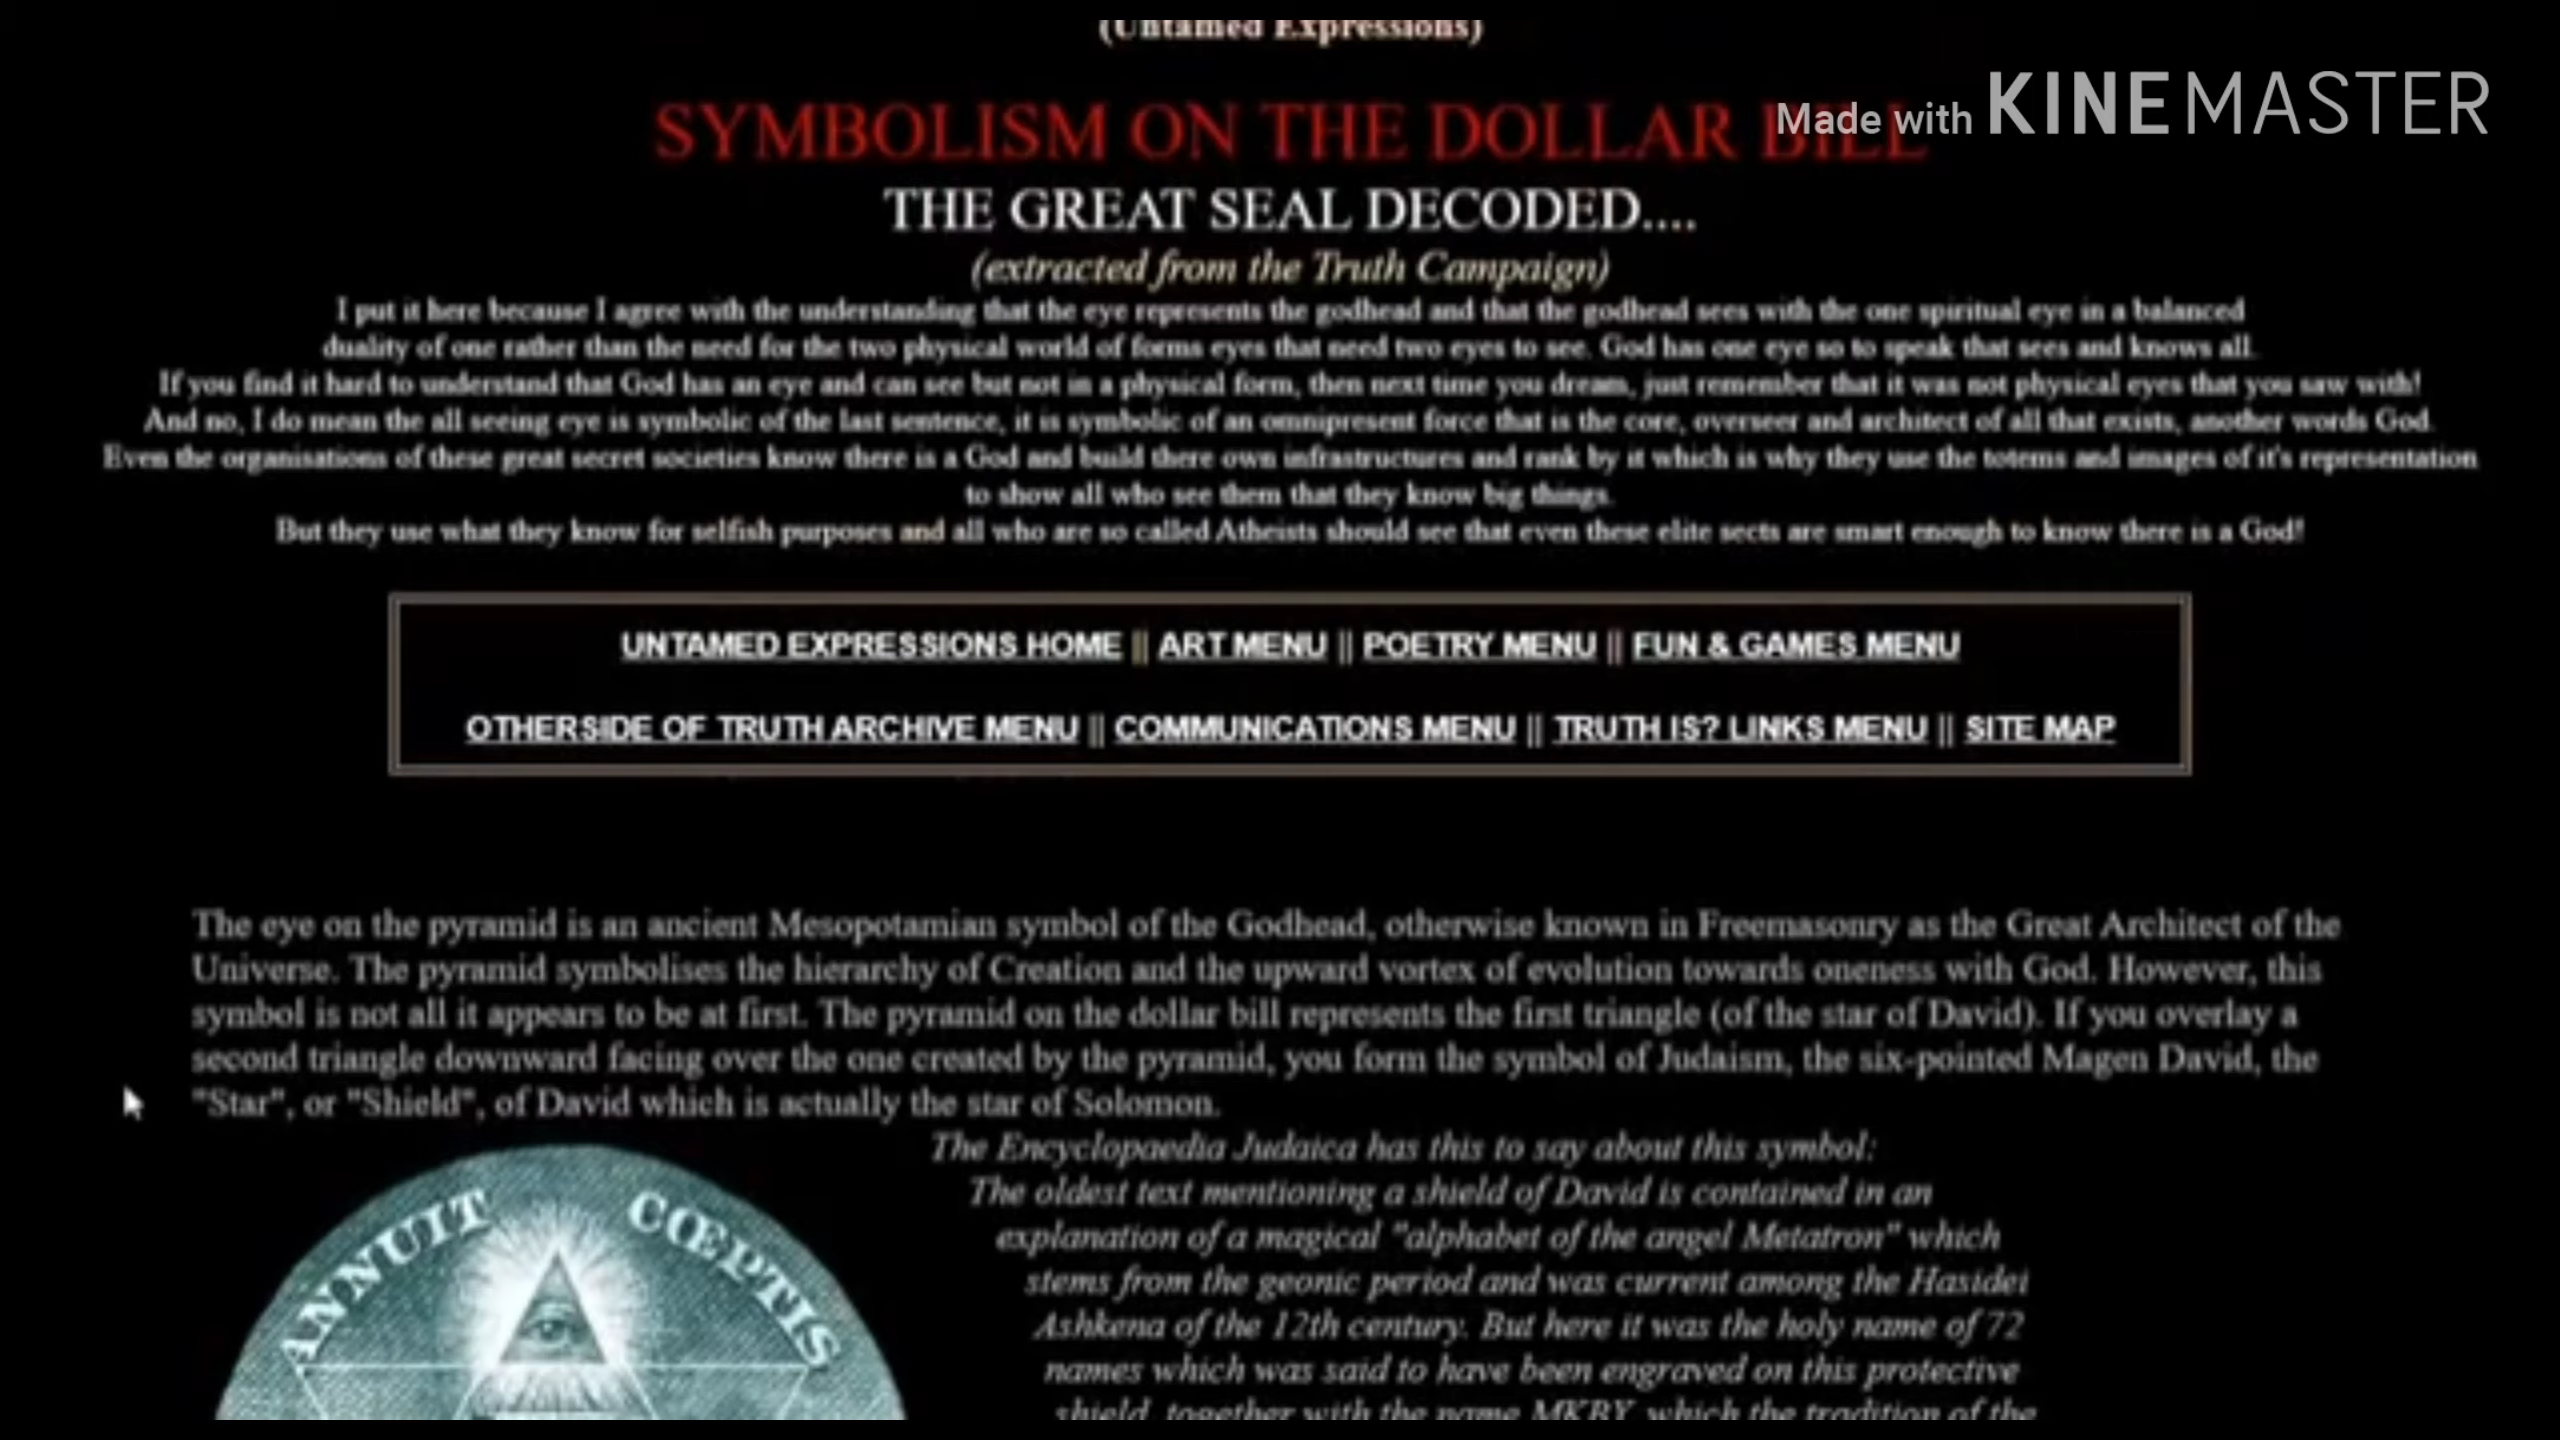 (Untamed Expressions)
Made with KINEMASTER
SYMBOLISM ON THE DOLLAR BILL
THE GREAT SEAL DECODED....
(extracted from the Truth Campaign)
I put it here because I agree with the understanding that the eye represents the godhead and that the godhead sees with the one spiritual eye in a balanced
duality of one rather than the need for the two physical world of forms eyes that need two eyes to see. God has one eye so to speak that sees and knows all.
If you find it hard to understand that God has an eye and can see but not in a physical form, then next time you dream, just remember that it was not physical eyes that you saw with!
And no, I do mean the all seeing eye is symbolic of the last sentence, it is symbolic of an omnipresent force that is the core, overseer and architect of all that exists, another words God.
Even the organisations of these great secret societies know there is a God and build there own infrastructures and rank by it which is why they use the totems and images of it's representation
to show all who see them that they know big things.
But they use what they know for selfish purposes and all who are so called Atheists should see that even these elite sects are smart enough to know there is a God!
UNTAMED EXPRESSIONS HOME || ART MENU || POETRY MENU || FUN & GAMES MENU
OTHERSIDE OF TRUTH ARCHIVE MENU || COMMUNICATIONS MENU || TRUTH IS? LINKS MENU || SITE MAP
The eye on the pyramid is an ancient Mesopotamian symbol of the Godhead, otherwise known in Freemasonry as the Great Architect of the
Universe. The pyramid symbolises the hierarchy of Creation and the upward vortex of evolution towards oneness with God. However, this
symbol is not all it appears to be at first. The pyramid on the dollar bill represents the first triangle (of the star of David). If you overlay a
second triangle downward facing over the one created by the pyramid, you form the symbol of Judaism, the six-pointed Magen David, the
"Star", or "Shield", of David which is actually the star of Solomon.
The Encyclopaedia Judaica has this to say about this symbol:
The oldest text mentioning a shield of David is contained in an
explanation of a magical "alphabet of the angel Metatron" which
stems from the geonic period and was current among the Hasidei
Ashkena of the 12th century. But here it was the holy name of 72
names which was said to have been engraved on this protective
shield, together with the name MKBY, which the tradition of the
ANNUIT CŒPTIS